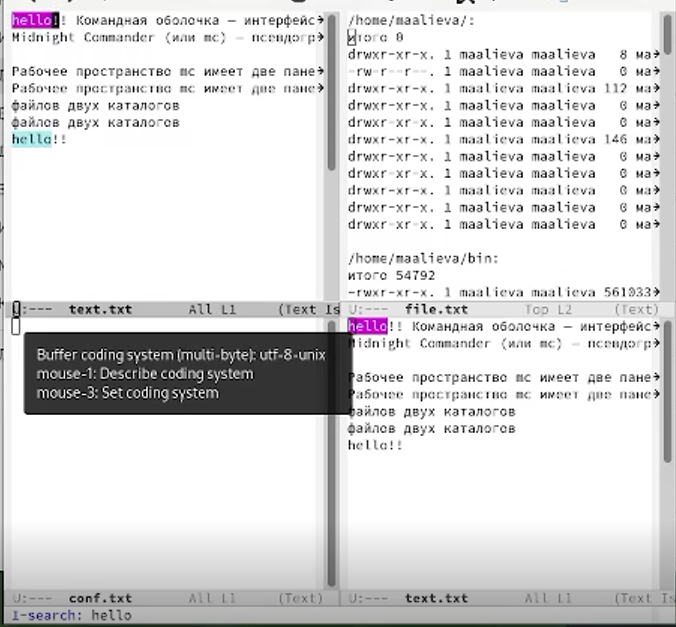 hello!! Командная оболочка — интерфейс
Midnight Commander (или mc) — псевдогр
Рабочее пространство mc имеет две пане
Рабочее пространство mc имеет две пане
файлов двух каталогов
файлов двух каталогов
hello!!
U:--- text.txt All L1 (Text Is
/home/maalieva/:
итого 0
drwxr-xr-x. 1 maalieva maalieva 8 ма
-rw-r--r--. 1 maalieva maalieva 0 ма
drwxr-xr-x. 1 maalieva maalieva 112 ма
drwxr-xr-x. 1 maalieva maalieva 0 ма
drwxr-xr-x. 1 maalieva maalieva 0 ма
drwxr-xr-x. 1 maalieva maalieva 146 ма
drwxr-xr-x. 1 maalieva maalieva 0 ма
drwxr-xr-x. 1 maalieva maalieva 0 ма
drwxr-xr-x. 1 maalieva maalieva 0 ма
drwxr-xr-x. 1 maalieva maalieva 0 ма
drwxr-xr-x. 1 maalieva maalieva 0 ма
/home/maalieva/bin:
итого 54792
-rwxr-xr-x. 1 maalieva maalieva 561033
U:--- file.txt Top L2 (Text)
Buffer coding system (multi-byte): utf-8-unix
mouse-1: Describe coding system
mouse-3: Set coding system
U:--- conf.txt All L1 (Text)
hello!! Командная оболочка — интерфейс
Midnight Commander (или mc) — псевдогр
Рабочее пространство mc имеет две пане
Рабочее пространство mc имеет две пане
файлов двух каталогов
файлов двух каталогов
hello!!
U:--- text.txt All L1 (Text Is
I-search: hello